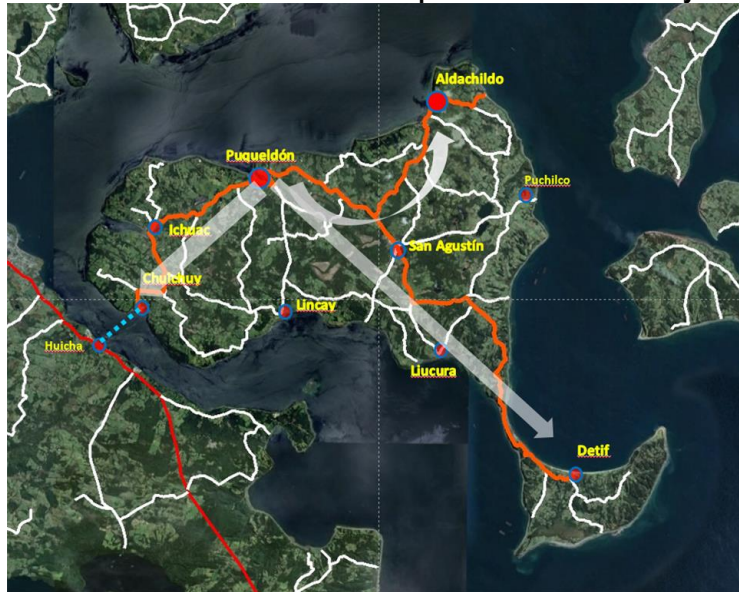 Aldachildo
Puqueldón
Puchilco
Ichuac
San Agustín
Chulchuy
Lincay
Huicha
Liucura
Detif